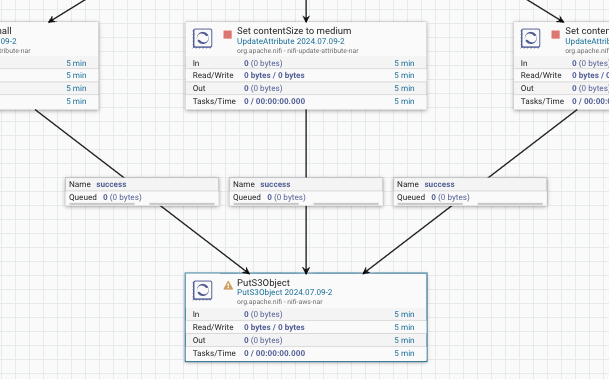 all
09-2
attribute-nar
5 min
5 min
5 min
5 min
Set contentSize to medium
UpdateAttribute 2024.07.09-2
org.apache.nifi - nifi-update-attribute-nar
In 0 (0 bytes) 5 min
Read/Write 0 bytes / 0 bytes 5 min
Out 0 (0 bytes) 5 min
Tasks/Time 0 / 00:00:00.000 5 min
Set conten
UpdateAttrib
org.apache.nifi
In 0 (0 bytes)
Read/Write 0 bytes
Out 0 (0 bytes)
Tasks/Time 0 / 00:00
Name success
Queued 0 (0 bytes)
Name success
Queued 0 (0 bytes)
Name success
Queued 0 (0 bytes)
PutS3Object
PutS3Object 2024.07.09-2
org.apache.nifi - nifi-aws-nar
In 0 (0 bytes) 5 min
Read/Write 0 bytes / 0 bytes 5 min
Out 0 (0 bytes) 5 min
Tasks/Time 0 / 00:00:00.000 5 min